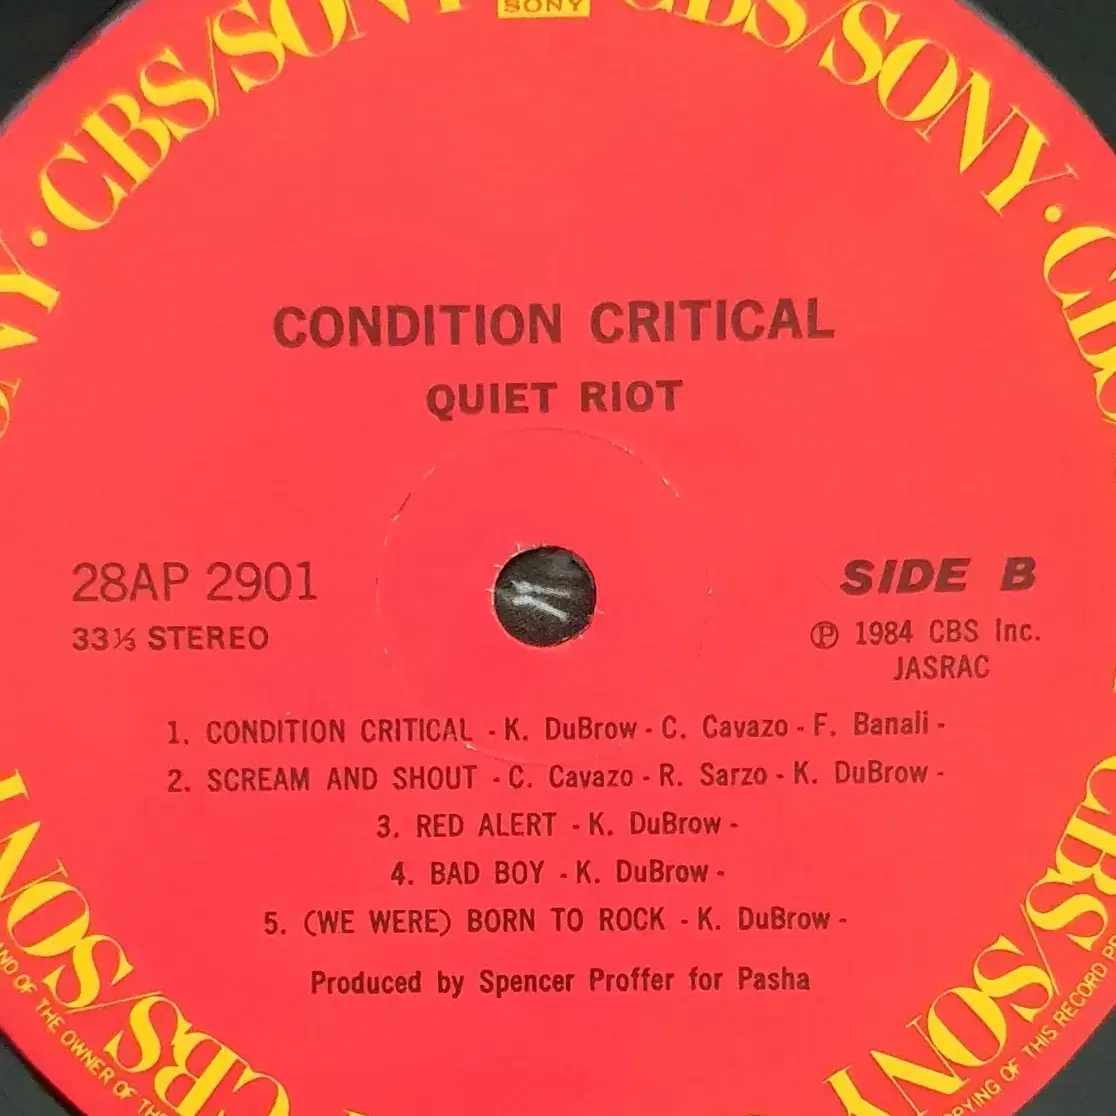 SONY
CBS/SONY · CBS/SONY · CBS/SONY
CONDITION CRITICAL
QUIET RIOT
28AP 2901
33⅓ STEREO
SIDE B
℗ 1984 CBS Inc.
JASRAC
1. CONDITION CRITICAL - K. DuBrow - C. Cavazo - F. Banali -
2. SCREAM AND SHOUT - C. Cavazo - R. Sarzo - K. DuBrow -
3. RED ALERT - K. DuBrow -
4. BAD BOY - K. DuBrow -
5. (WE WERE) BORN TO ROCK - K. DuBrow -
Produced by Spencer Proffer for Pasha
CBS/SONY
CBS/SONY
AND OF THE OWNER OF THE
OF THIS RECORD